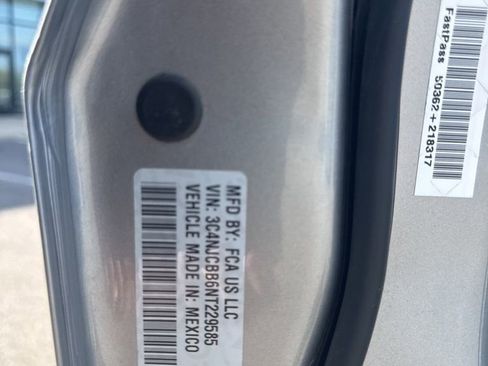 MFD BY: FCA US LLC
VIN: 3C4NJCBB6NT229585
VEHICLE MADE IN: MEXICO
FastPass 50362+218317